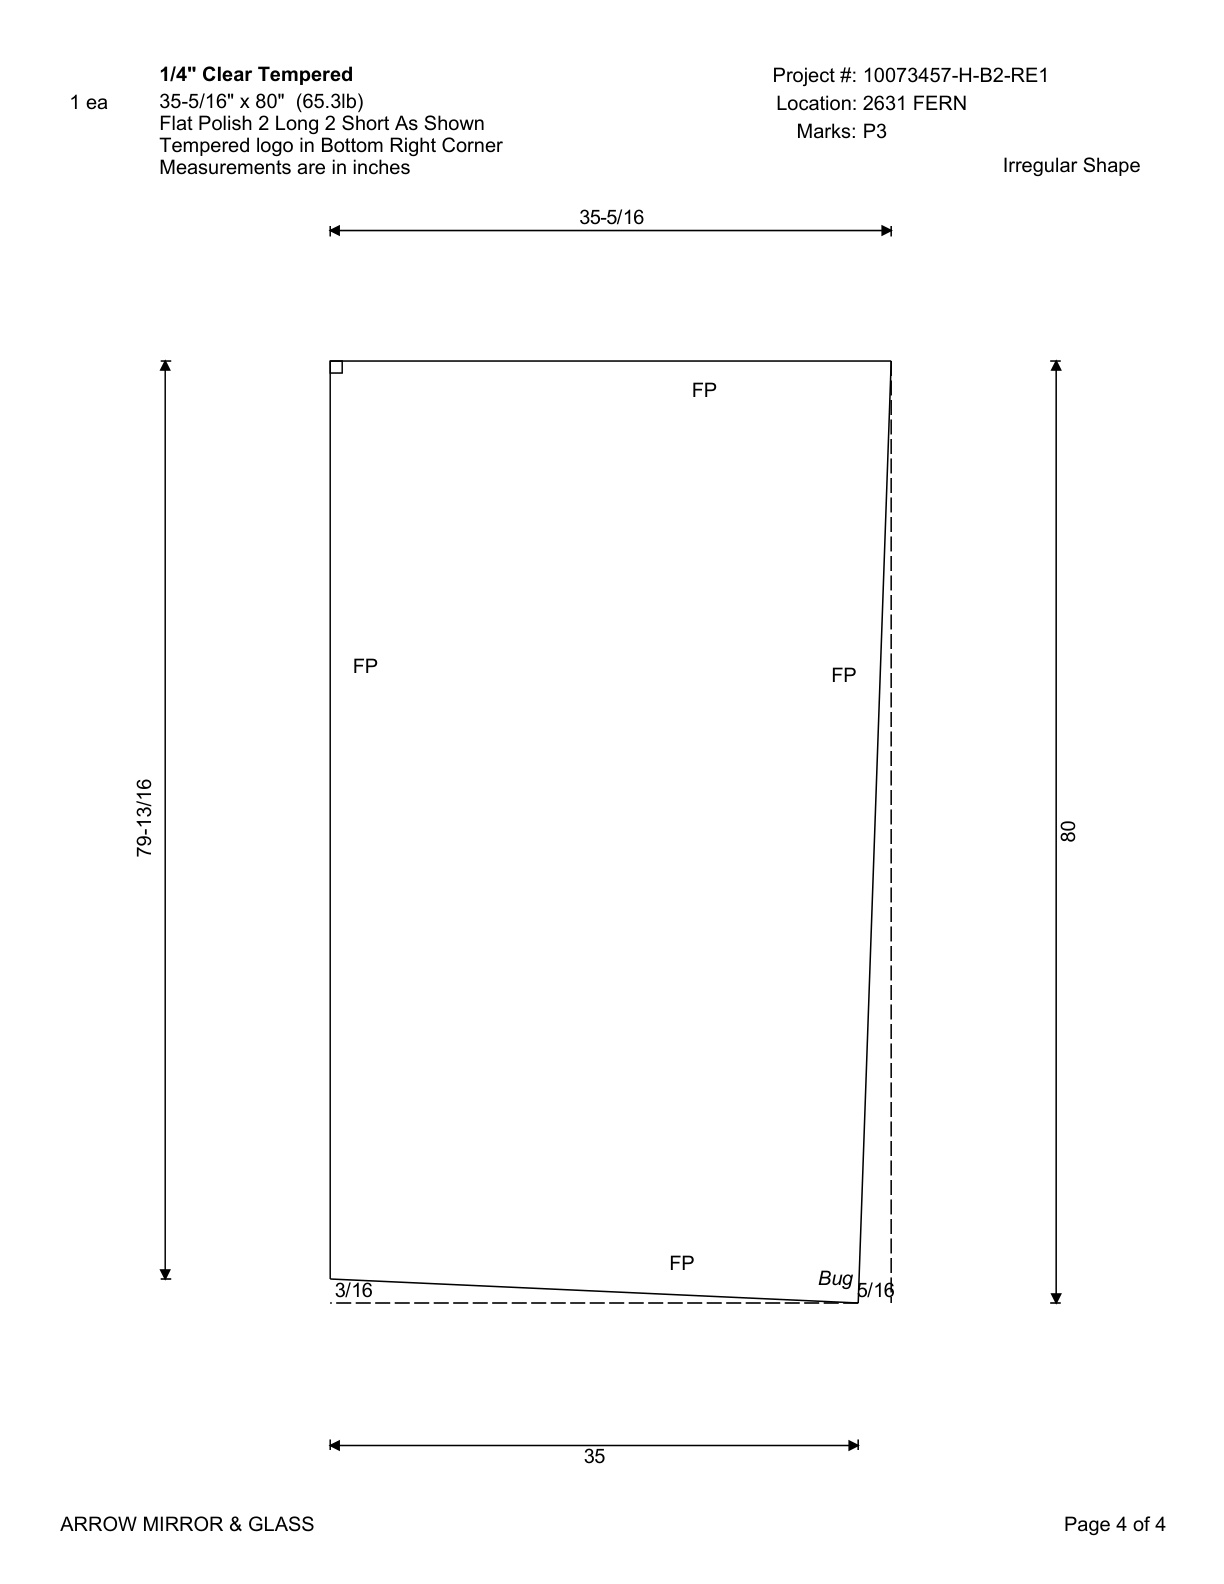 1/4" Clear Tempered
Project #: 10073457-H-B2-RE1
1 ea
35-5/16" x 80" (65.3lb)
Location: 2631 FERN
Flat Polish 2 Long 2 Short As Shown
Marks: P3
Tempered logo in Bottom Right Corner
Measurements are in inches
Irregular Shape
35-5/16
FP
FP
FP
79-13/16
80
FP
Bug
3/16
5/16
35
ARROW MIRROR & GLASS
Page 4 of 4